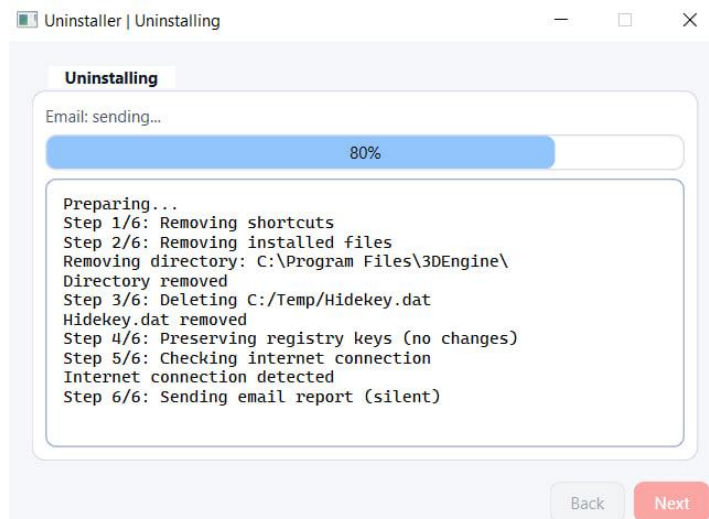 Uninstaller | Uninstalling
Uninstalling
Email: sending...
80%
Preparing...
Step 1/6: Removing shortcuts
Step 2/6: Removing installed files
Removing directory: C:\Program Files\3DEngine\
Directory removed
Step 3/6: Deleting C:/Temp/Hidekey.dat
Hidekey.dat removed
Step 4/6: Preserving registry keys (no changes)
Step 5/6: Checking internet connection
Internet connection detected
Step 6/6: Sending email report (silent)
Back Next